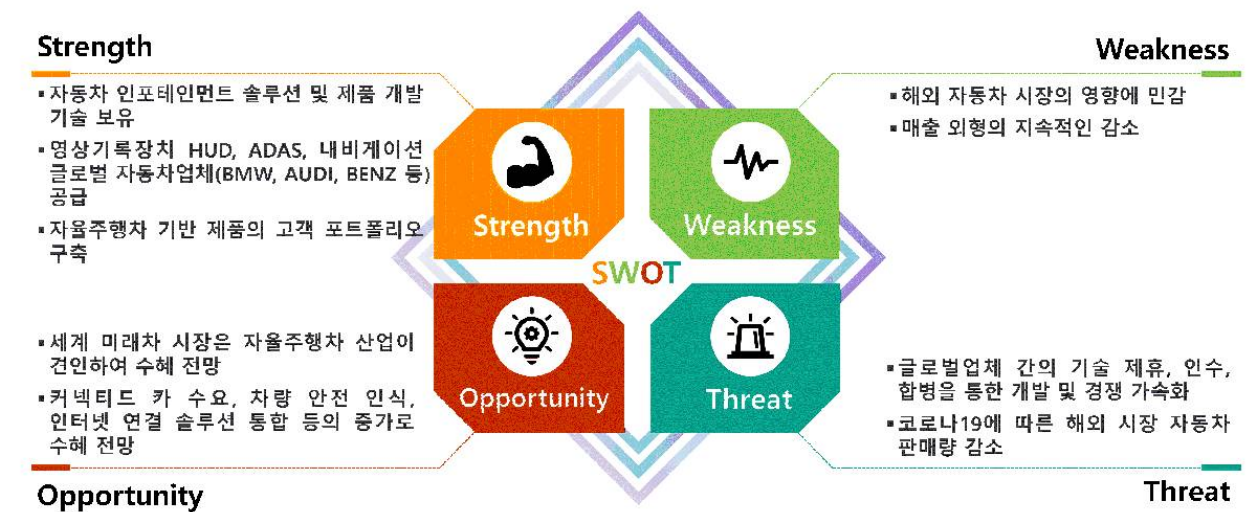 Strength
▪자동차 인포테인먼트 솔루션 및 제품 개발
기술 보유
▪영상기록장치 HUD, ADAS, 내비게이션
글로벌 자동차업체(BMW, AUDI, BENZ 등)
공급
▪자율주행차 기반 제품의 고객 포트폴리오
구축
Weakness
▪해외 자동차 시장의 영향에 민감
▪매출 외형의 지속적인 감소
Strength
Weakness
SWOT
Opportunity
Threat
▪세계 미래차 시장은 자율주행차 산업이
견인하여 수혜 전망
▪커넥티드 카 수요, 차량 안전 인식,
인터넷 연결 솔루션 통합 등의 증가로
수혜 전망
Opportunity
▪글로벌업체 간의 기술 제휴, 인수,
합병을 통한 개발 및 경쟁 가속화
▪코로나19에 따른 해외 시장 자동차
판매량 감소
Threat